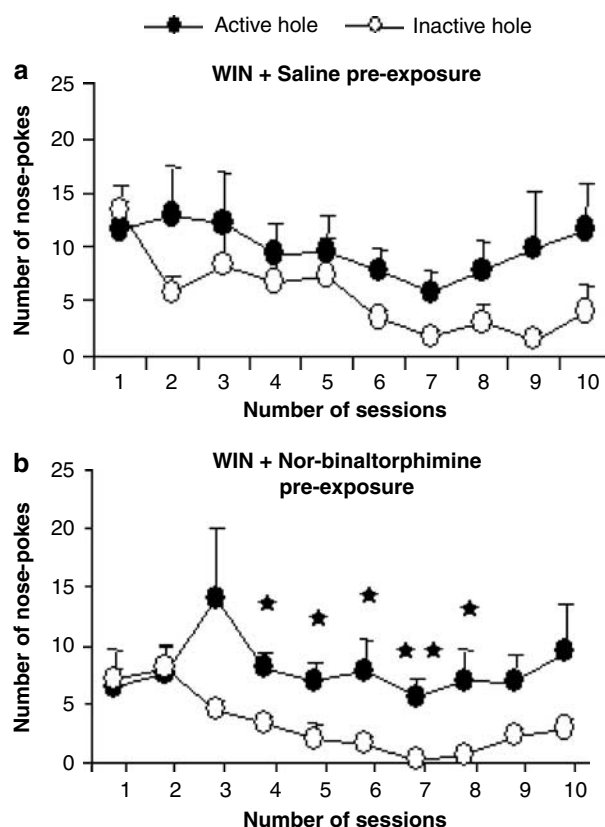 Active hole Inactive hole
a
WIN + Saline pre-exposure
Number of nose-pokes
25
20
15
10
5
0
1 2 3 4 5 6 7 8 9 10
Number of sessions
b
WIN + Nor-binaltorphimine
pre-exposure
Number of nose-pokes
25
20
15
10
5
0
1 2 3 4 5 6 7 8 9 10
Number of sessions